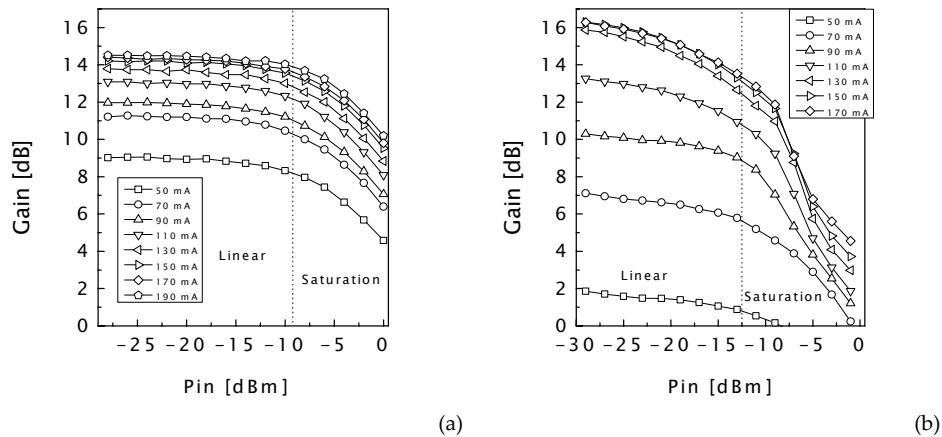 16
14
12
10
8
6
4
2
0
Gain [dB]
50 mA
70 mA
90 mA
110 mA
130 mA
150 mA
170 mA
190 mA
Linear
Saturation
-25 -20 -15 -10 -5 0
Pin [dBm]
(a)
16
14
12
10
8
6
4
2
0
Gain [dB]
50 mA
70 mA
90 mA
110 mA
130 mA
150 mA
170 mA
Linear
Saturation
-30 -25 -20 -15 -10 -5 0
Pin [dBm]
(b)